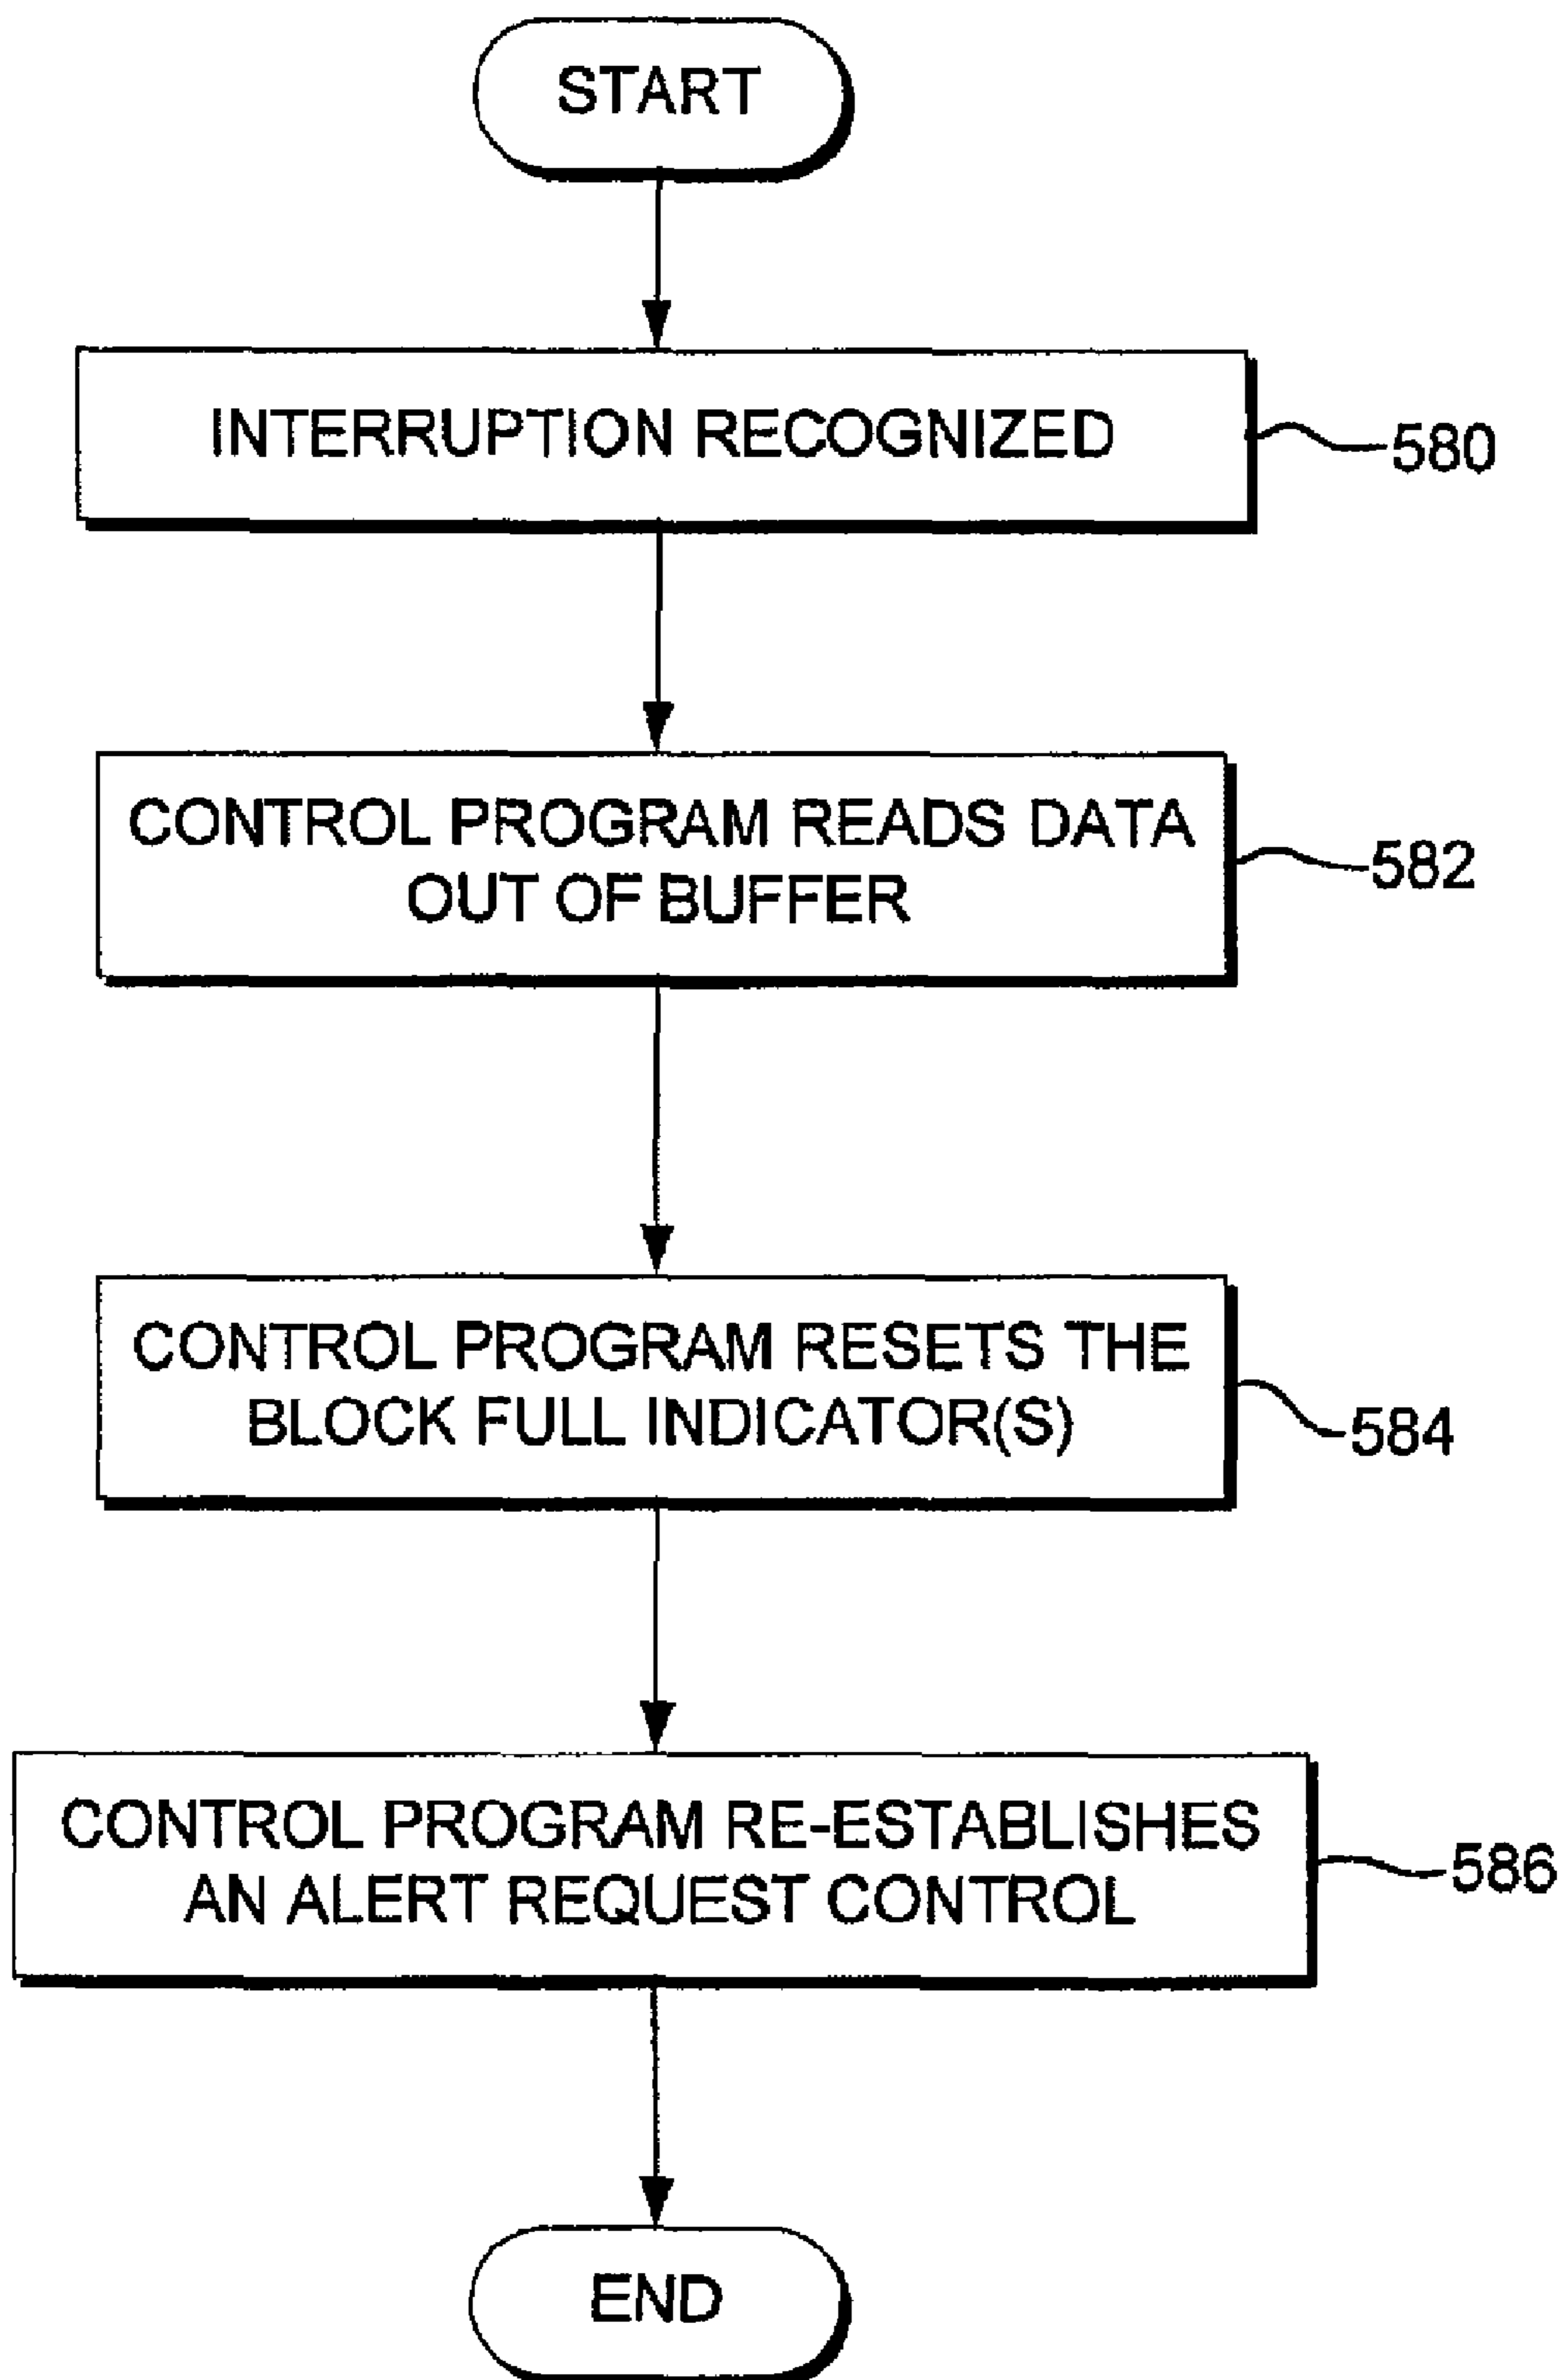 START
INTERRUPTION RECOGNIZED
580
CONTROL PROGRAM READS DATA
OUT OF BUFFER
582
CONTROL PROGRAM RESETS THE
BLOCK FULL INDICATOR(S)
584
CONTROL PROGRAM RE-ESTABLISHES
AN ALERT REQUEST CONTROL
586
END